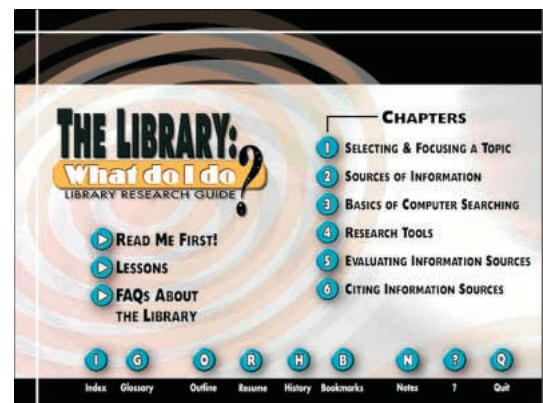 THE LIBRARY:
What do I do?
LIBRARY RESEARCH GUIDE
READ ME FIRST!
LESSONS
FAQS ABOUT
THE LIBRARY
CHAPTERS
1 SELECTING & FOCUSING A TOPIC
2 SOURCES OF INFORMATION
3 BASICS OF COMPUTER SEARCHING
4 RESEARCH TOOLS
5 EVALUATING INFORMATION SOURCES
6 CITING INFORMATION SOURCES
I G O R H B N ? Q
Index Glossary Outline Resume History Bookmarks Notes ? Quit